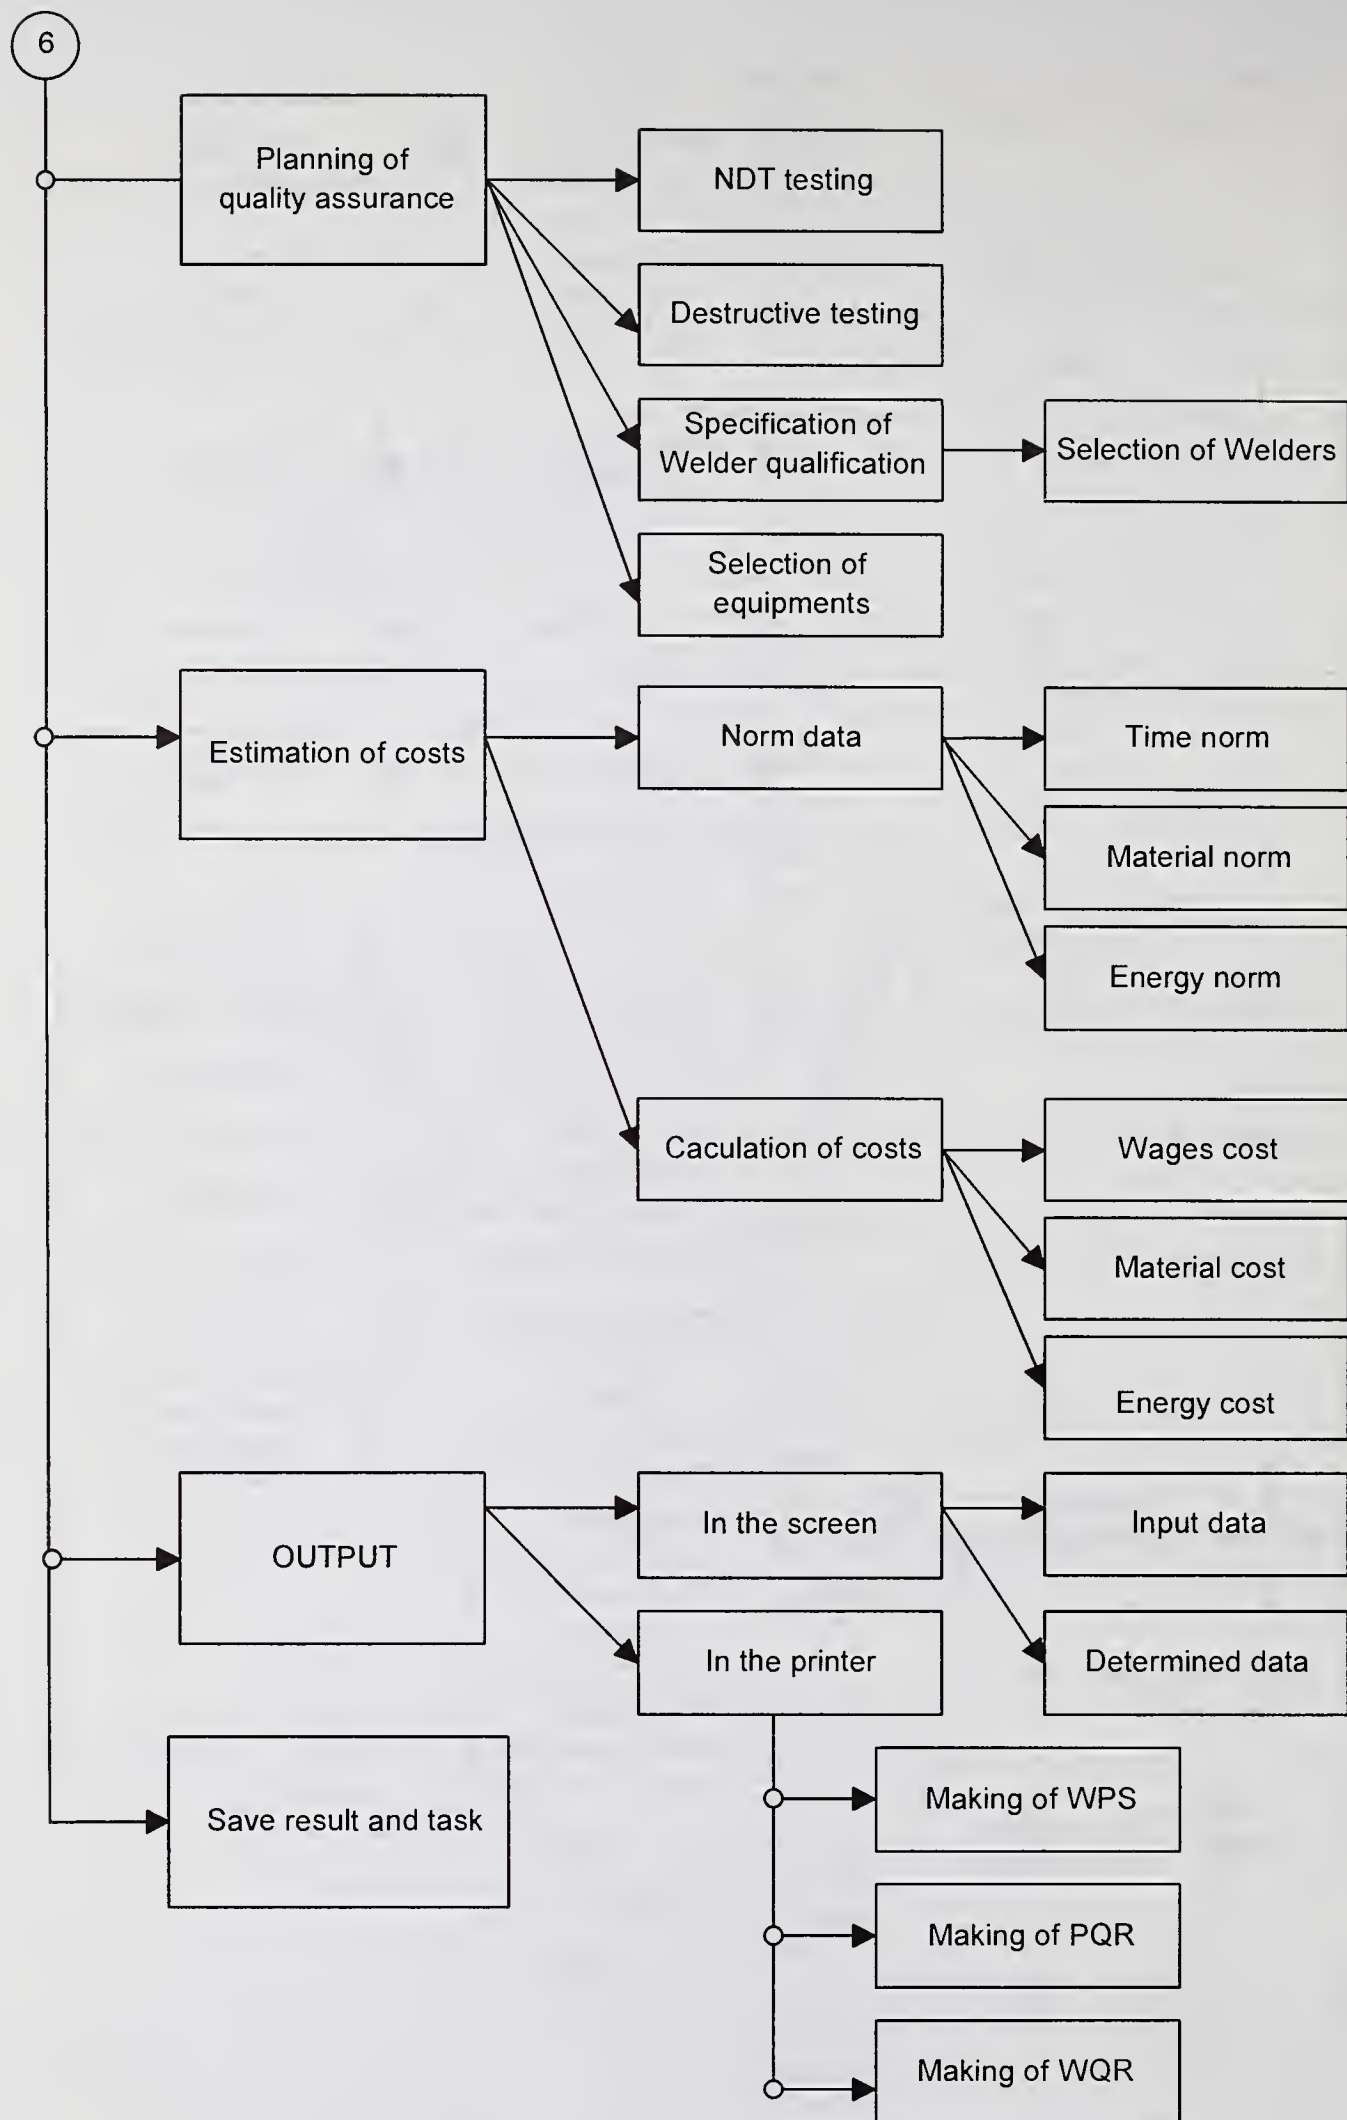 6
Planning of
quality assurance
NDT testing
Destructive testing
Specification of
Welder qualification
Selection of Welders
Selection of
equipments
Estimation of costs
Norm data
Time norm
Material norm
Energy norm
Caculation of costs
Wages cost
Material cost
Energy cost
OUTPUT
In the screen
Input data
In the printer
Determined data
Save result and task
Making of WPS
Making of PQR
Making of WQR